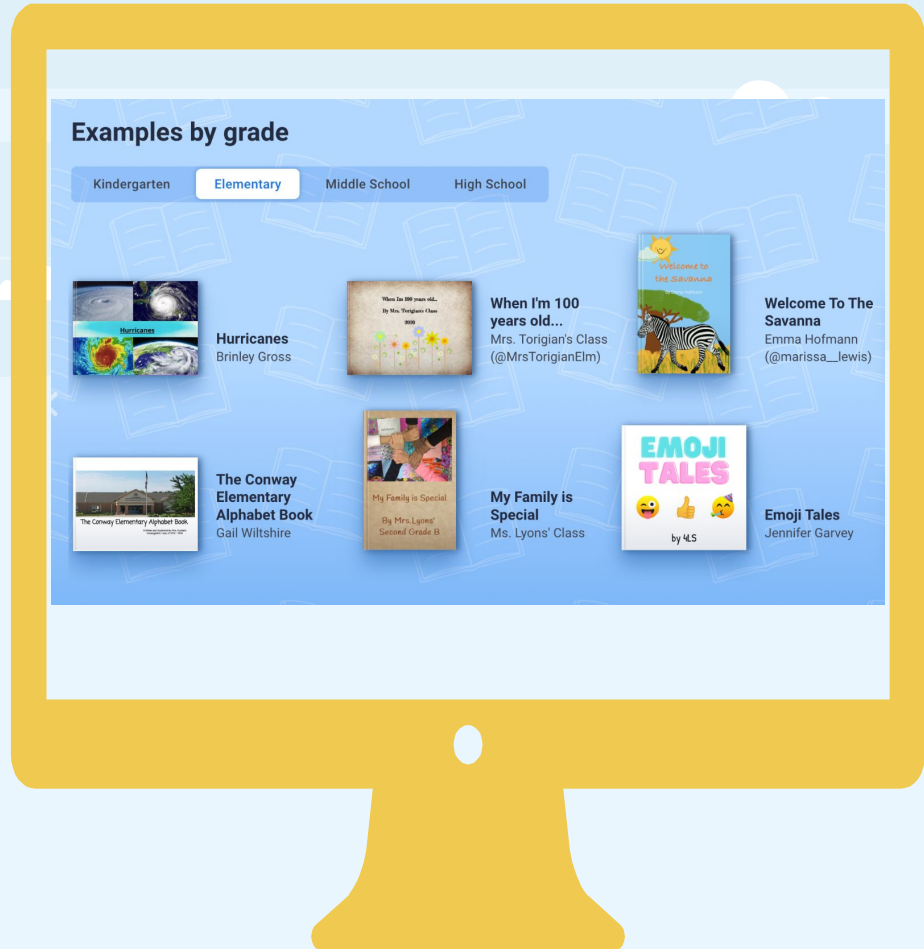 Examples by grade
Kindergarten
Elementary
Middle School
High School
Hurricanes
Hurricanes
Brinley Gross
When Im 100 years old...
By Mrs. Torigian's Class
2020
When I'm 100
years old...
Mrs. Torigian's Class
(@MrsTorigianElm)
Welcome to
the Savanna
Welcome To The
Savanna
Emma Hofmann
(@marissa__lewis)
The Conway Elementary Alphabet Book
The Conway
Elementary
Alphabet Book
Gail Wiltshire
My Family is Special
By Mrs.Lyons'
Second Grade B
My Family is
Special
Ms. Lyons' Class
EMOJI
TALES
by 4LS
Emoji Tales
Jennifer Garvey